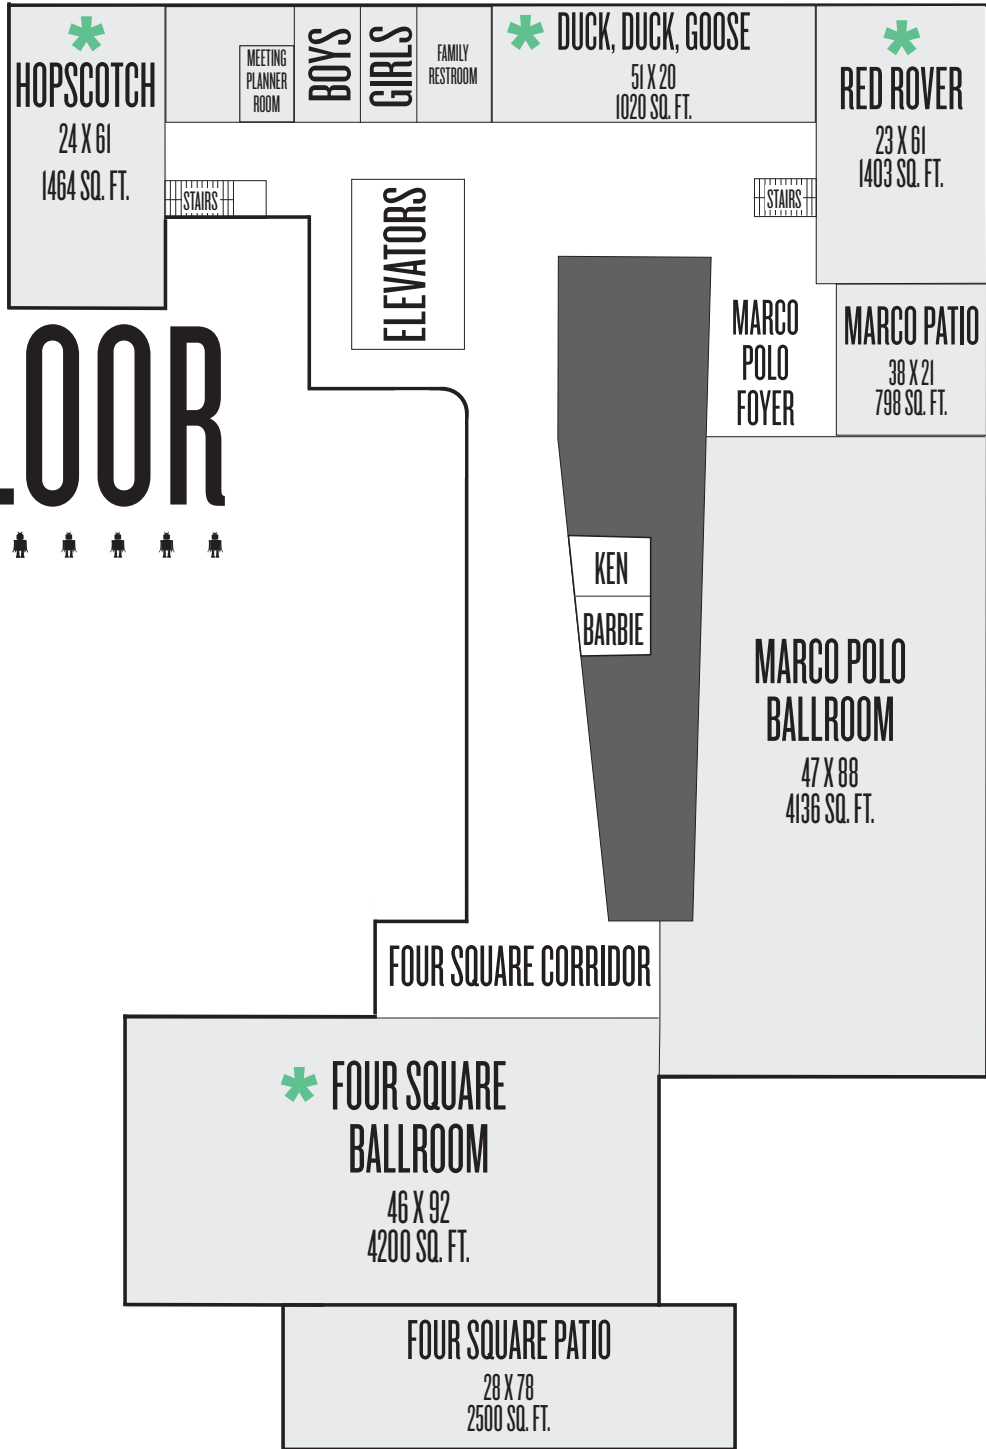 HOPSCOTCH
24 X 61
1464 SQ. FT.
MEETING
PLANNER
ROOM
BOYS
GIRLS
FAMILY
RESTROOM
DUCK, DUCK, GOOSE
51 X 20
1020 SQ. FT.
RED ROVER
23 X 61
1403 SQ. FT.
STAIRS
ELEVATORS
STAIRS
MARCO
POLO
FOYER
MARCO PATIO
38 X 21
798 SQ. FT.
LOOR
KEN
BARBIE
MARCO POLO
BALLROOM
47 X 88
4136 SQ. FT.
FOUR SQUARE CORRIDOR
FOUR SQUARE
BALLROOM
46 X 92
4200 SQ. FT.
FOUR SQUARE PATIO
28 X 78
2500 SQ. FT.